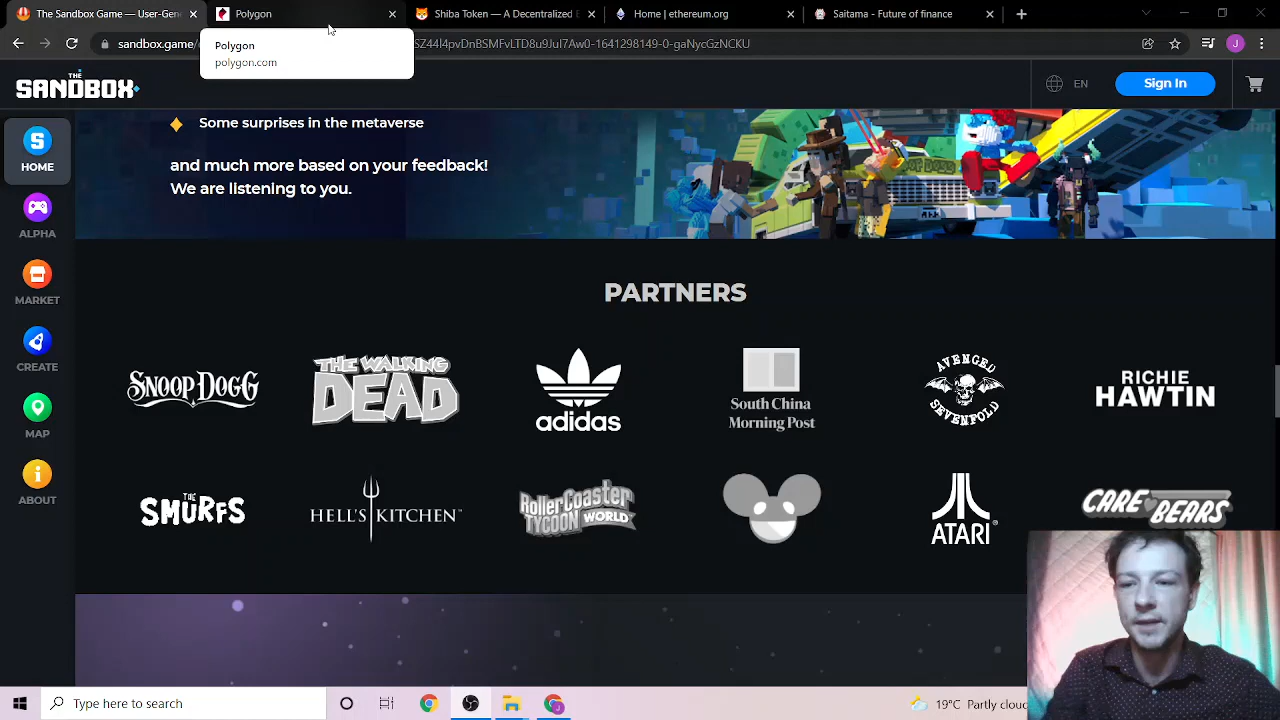 The Sandbox Game — User-Gen
Polygon
Shiba Token — A Decentralized E
Home | ethereum.org
Saitama - Future of finance
sandbox.game/
SZ44l4pvDnBSMFvLTD8u9Jul7Aw0-1641298149-0-gaNycGzNCKU
J
Polygon
polygon.com
THE
SANDBOX
EN
Sign In
Some surprises in the metaverse
and much more based on your feedback!
We are listening to you.
HOME
ALPHA
MARKET
CREATE
MAP
ABOUT
PARTNERS
SNOOP DOGG
THE WALKING
DEAD
adidas
South China
Morning Post
AVENGED
SEVENFOLD
RICHIE
HAWTIN
THE
SMURFS
HELL'S KITCHEN
RollerCoaster
TYCOON WORLD
ATARI
CARE BEARS
Type here to search
19°C Partly cloud